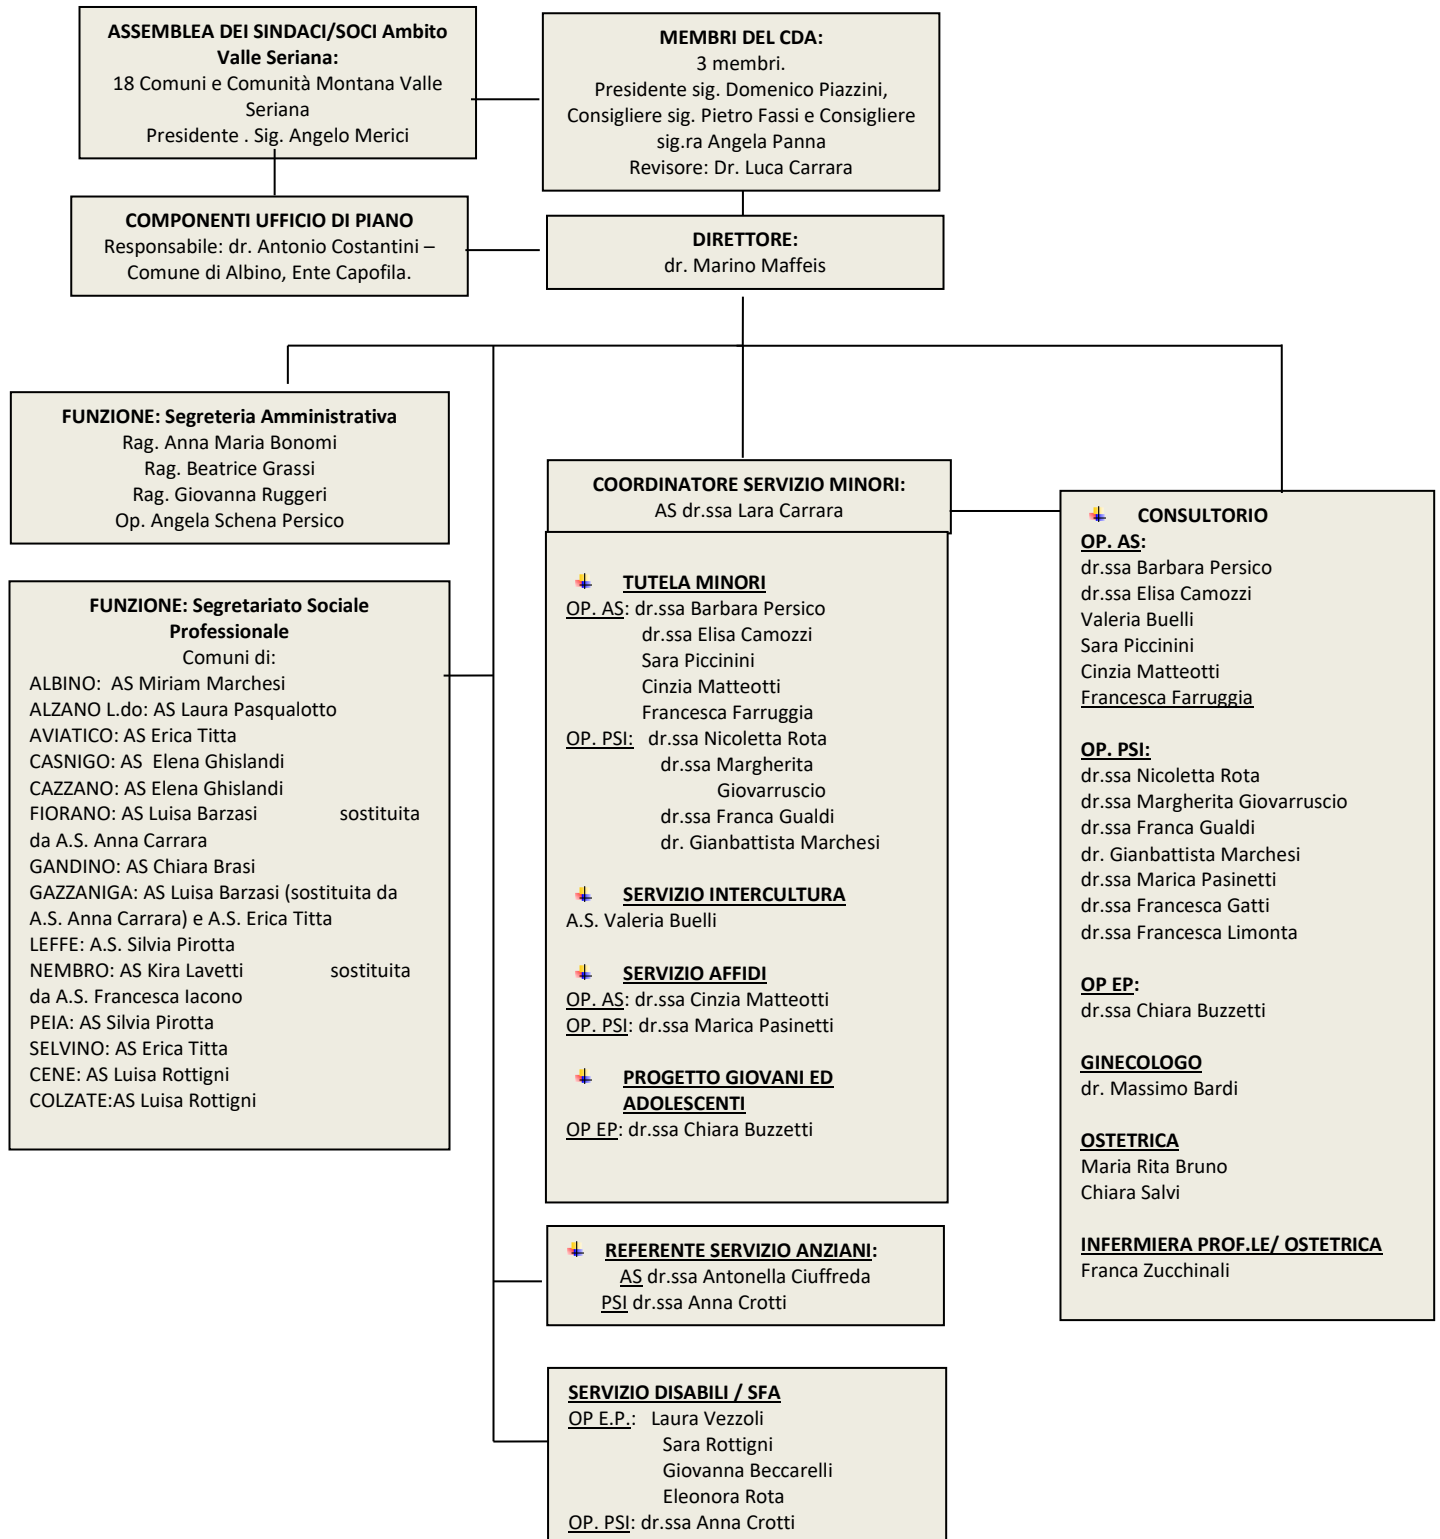 ASSEMBLEA DEI SINDACI/SOCI Ambito
Valle Seriana:
18 Comuni e Comunità Montana Valle
Seriana
Presidente . Sig. Angelo Merici
MEMBRI DEL CDA:
3 membri.
Presidente sig. Domenico Piazzini,
Consigliere sig. Pietro Fassi e Consigliere
sig.ra Angela Panna
Revisore: Dr. Luca Carrara
COMPONENTI UFFICIO DI PIANO
Responsabile: dr. Antonio Costantini –
Comune di Albino, Ente Capofila.
DIRETTORE:
dr. Marino Maffeis
FUNZIONE: Segreteria Amministrativa
Rag. Anna Maria Bonomi
Rag. Beatrice Grassi
Rag. Giovanna Ruggeri
Op. Angela Schena Persico
FUNZIONE: Segretariato Sociale
Professionale
Comuni di:
ALBINO: AS Miriam Marchesi
ALZANO L.do: AS Laura Pasqualotto
AVIATICO: AS Erica Titta
CASNIGO: AS Elena Ghislandi
CAZZANO: AS Elena Ghislandi
FIORANO: AS Luisa Barzasi sostituita
da A.S. Anna Carrara
GANDINO: AS Chiara Brasi
GAZZANIGA: AS Luisa Barzasi (sostituita da
A.S. Anna Carrara) e A.S. Erica Titta
LEFFE: A.S. Silvia Pirotta
NEMBRO: AS Kira Lavetti sostituita
da A.S. Francesca Iacono
PEIA: AS Silvia Pirotta
SELVINO: AS Erica Titta
CENE: AS Luisa Rottigni
COLZATE:AS Luisa Rottigni
COORDINATORE SERVIZIO MINORI:
AS dr.ssa Lara Carrara
TUTELA MINORI
OP. AS: dr.ssa Barbara Persico
dr.ssa Elisa Camozzi
Sara Piccinini
Cinzia Matteotti
Francesca Farruggia
OP. PSI: dr.ssa Nicoletta Rota
dr.ssa Margherita
Giovarruscio
dr.ssa Franca Gualdi
dr. Gianbattista Marchesi
SERVIZIO INTERCULTURA
A.S. Valeria Buelli
SERVIZIO AFFIDI
OP. AS: dr.ssa Cinzia Matteotti
OP. PSI: dr.ssa Marica Pasinetti
PROGETTO GIOVANI ED
ADOLESCENTI
OP EP: dr.ssa Chiara Buzzetti
REFERENTE SERVIZIO ANZIANI:
AS dr.ssa Antonella Ciuffreda
PSI dr.ssa Anna Crotti
SERVIZIO DISABILI / SFA
OP E.P.: Laura Vezzoli
Sara Rottigni
Giovanna Beccarelli
Eleonora Rota
OP. PSI: dr.ssa Anna Crotti
CONSULTORIO
OP. AS:
dr.ssa Barbara Persico
dr.ssa Elisa Camozzi
Valeria Buelli
Sara Piccinini
Cinzia Matteotti
Francesca Farruggia
OP. PSI:
dr.ssa Nicoletta Rota
dr.ssa Margherita Giovarruscio
dr.ssa Franca Gualdi
dr. Gianbattista Marchesi
dr.ssa Marica Pasinetti
dr.ssa Francesca Gatti
dr.ssa Francesca Limonta
OP EP:
dr.ssa Chiara Buzzetti
GINECOLOGO
dr. Massimo Bardi
OSTETRICA
Maria Rita Bruno
Chiara Salvi
INFERMIERA PROF.LE/ OSTETRICA
Franca Zucchinali